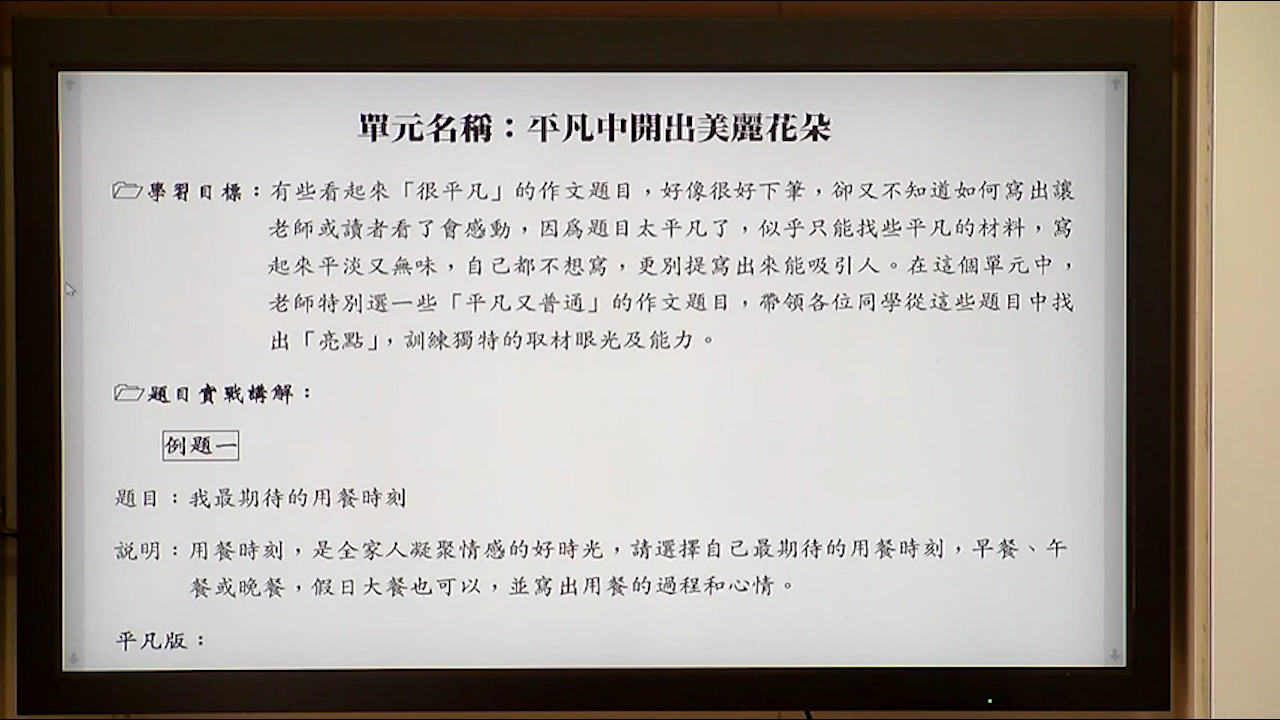 單元名稱：平凡中開出美麗花朵
學習目標：有些看起來「很平凡」的作文題目，好像很好下筆，卻又不知道如何寫出讓
老師或讀者看了會感動，因為題目太平凡了，似乎只能找些平凡的材料，寫
起來平淡又無味，自己都不想寫，更別提寫出來能吸引人。在這個單元中，
老師特別選一些「平凡又普通」的作文題目，帶領各位同學從這些題目中找
出「亮點」，訓練獨特的取材眼光及能力。
題目實戰講解：
例題一
題目：我最期待的用餐時刻
說明：用餐時刻，是全家人凝聚情感的好時光，請選擇自己最期待的用餐時刻，早餐、午
餐或晚餐，假日大餐也可以，並寫出用餐的過程和心情。
平凡版：